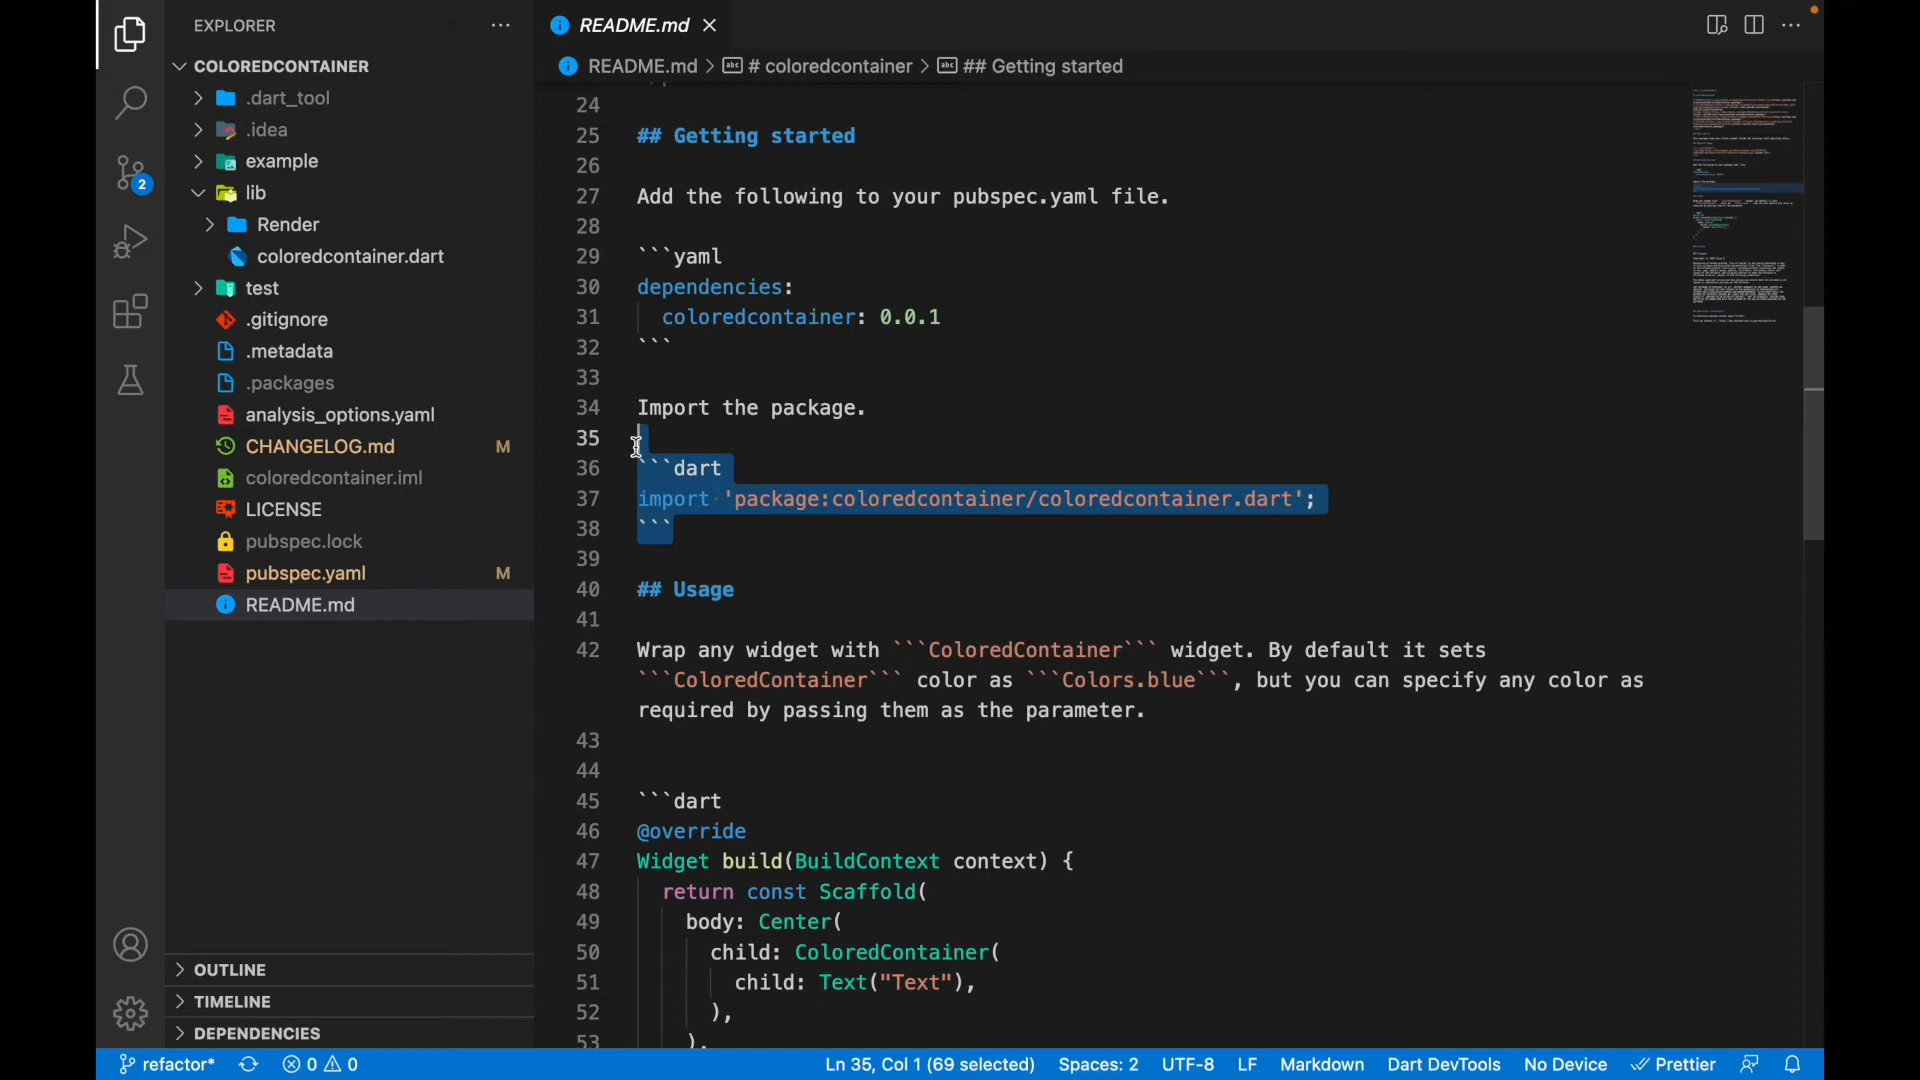 EXPLORER
COLOREDCONTAINER
.dart_tool
.idea
example
lib
Render
coloredcontainer.dart
test
.gitignore
.metadata
.packages
analysis_options.yaml
CHANGELOG.md M
coloredcontainer.iml
LICENSE
pubspec.lock
pubspec.yaml M
README.md
OUTLINE
TIMELINE
DEPENDENCIES
2
README.md
README.md > # coloredcontainer > ## Getting started
24
25 ## Getting started
26
27 Add the following to your pubspec.yaml file.
28
29 ```yaml
30 dependencies:
31 coloredcontainer: 0.0.1
32 ```
33
34 Import the package.
35
36 ```dart
37 import 'package:coloredcontainer/coloredcontainer.dart';
38 ```
39
40 ## Usage
41
42 Wrap any widget with ```ColoredContainer``` widget. By default it sets
```ColoredContainer``` color as ```Colors.blue```, but you can specify any color as
required by passing them as the parameter.
43
44
45 ```dart
46 @override
47 Widget build(BuildContext context) {
48 return const Scaffold(
49 body: Center(
50 child: ColoredContainer(
51 child: Text("Text"),
52 ),
53 ),
refactor* 0 0 Ln 35, Col 1 (69 selected) Spaces: 2 UTF-8 LF Markdown Dart DevTools No Device Prettier